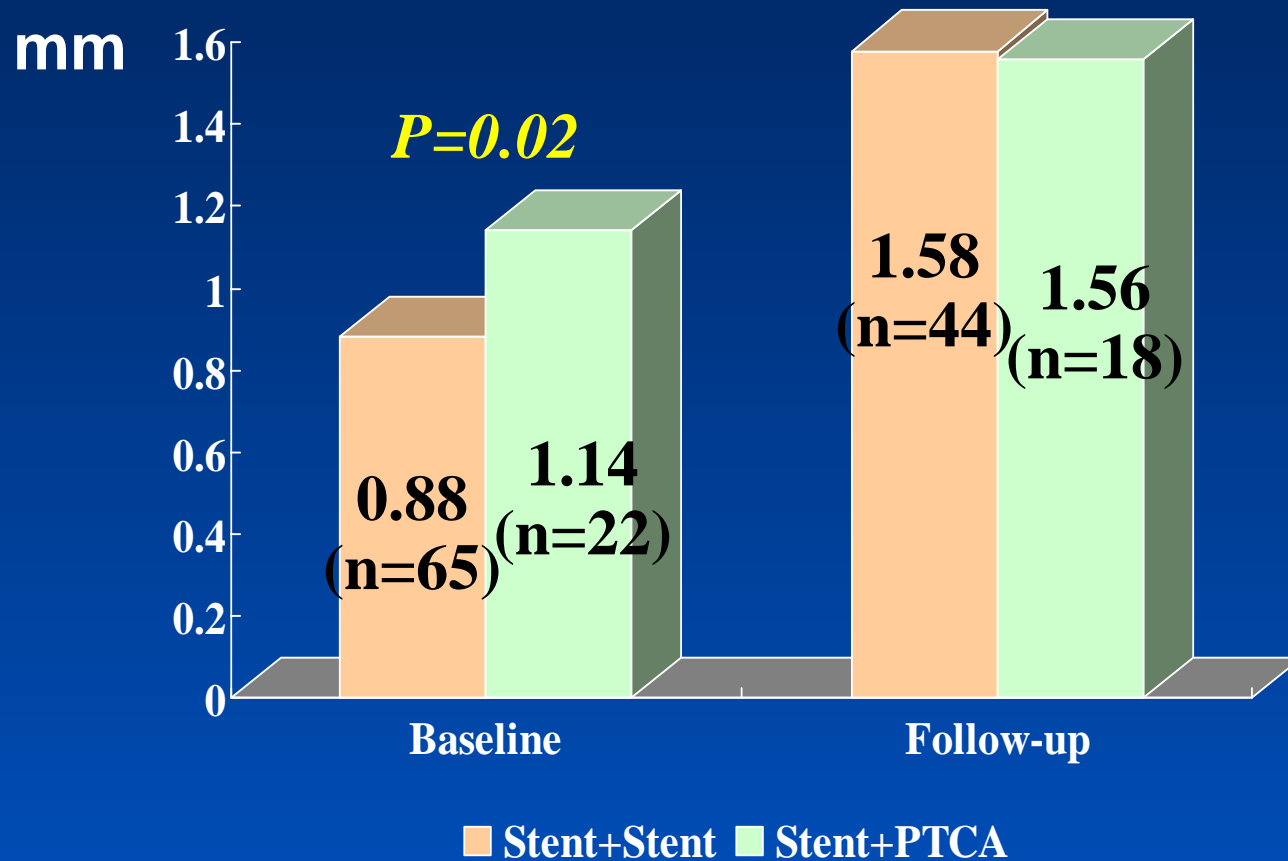 mm
1.6
1.4
1.2
1
0.8
0.6
0.4
0.2
0
P=0.02
0.88
(n=65)
1.14
(n=22)
1.58
(n=44)
1.56
(n=18)
Baseline
Follow-up
Stent+Stent
Stent+PTCA